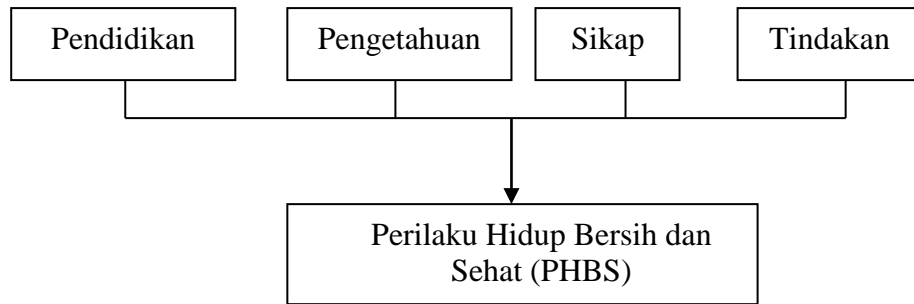 Pendidikan
Pengetahuan
Sikap
Tindakan
Perilaku Hidup Bersih dan
Sehat (PHBS)